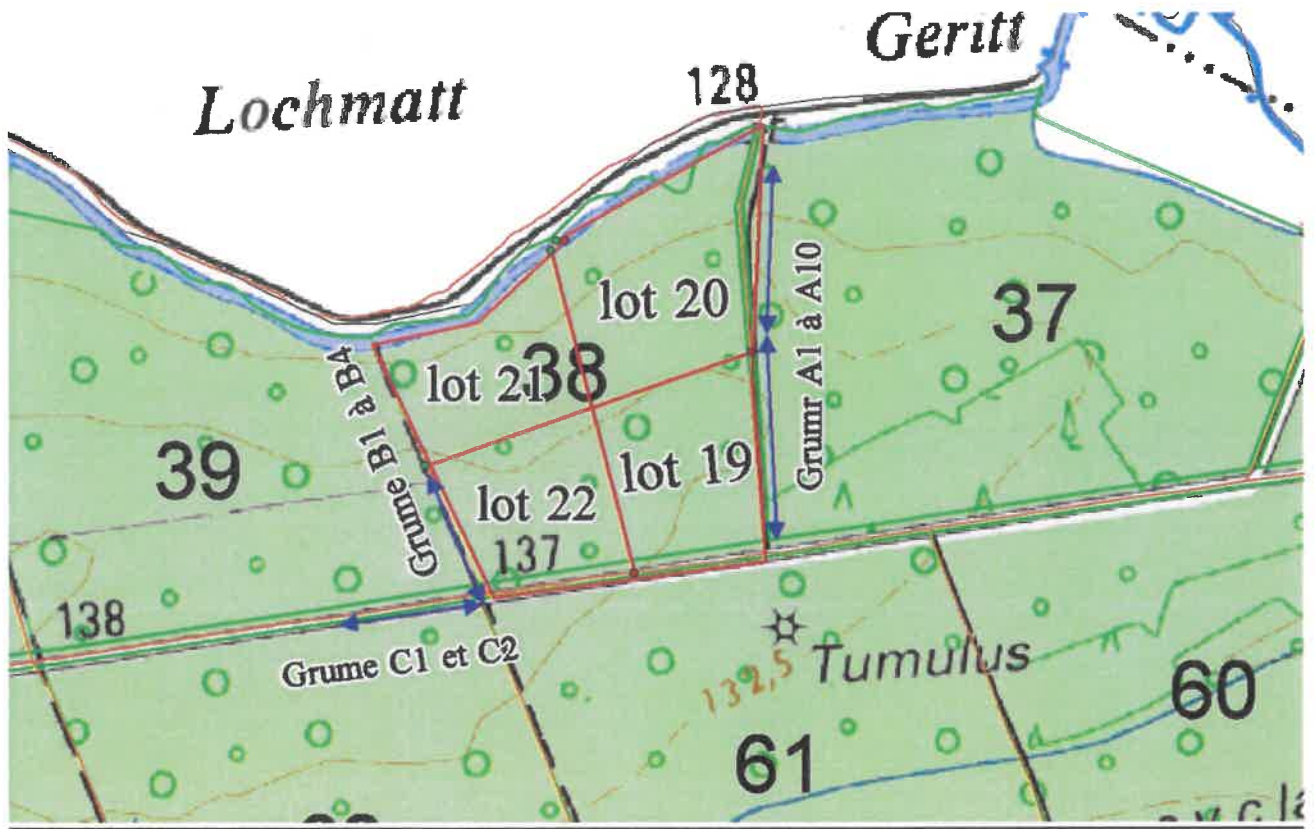 Geritt
Lochmatt
128
lot 20
37
Grumr A1 à A10
38
lot 21
Grume B1 à B4
39
lot 19
lot 22
137
138
Grume C1 et C2
Tumulus
132,5
60
61